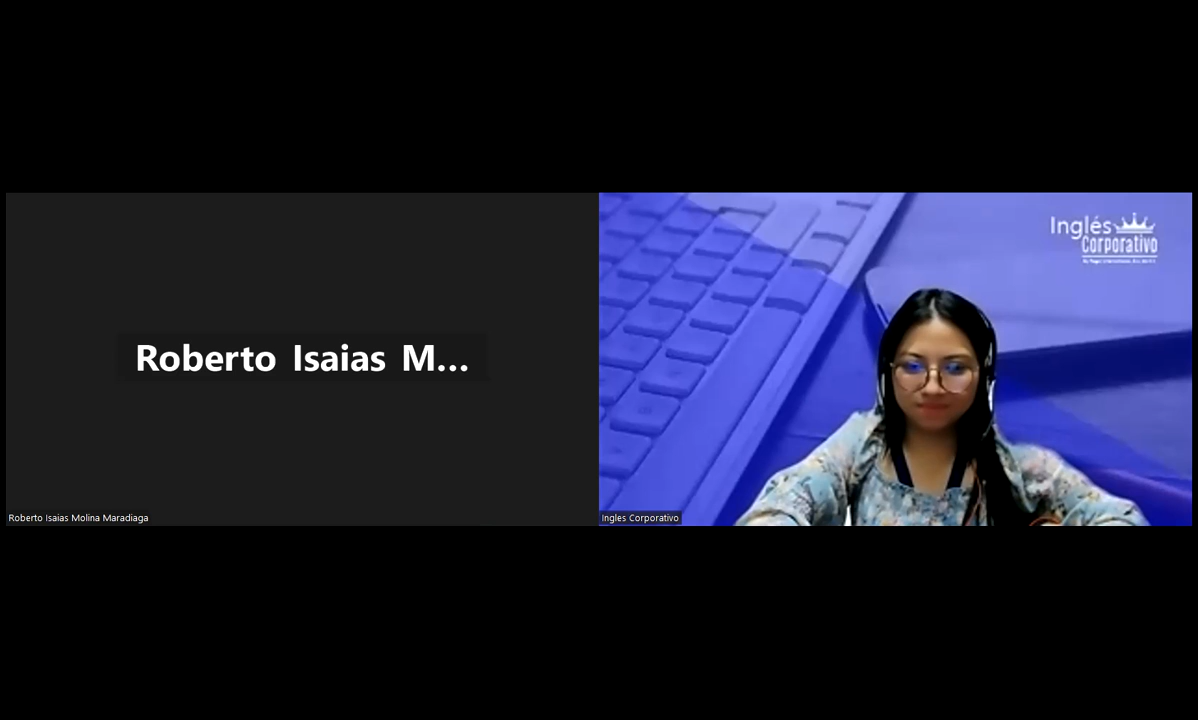 Roberto Isaias M...
Roberto Isaias Molina Maradiaga
Inglés
Corporativo
Ingles Corporativo